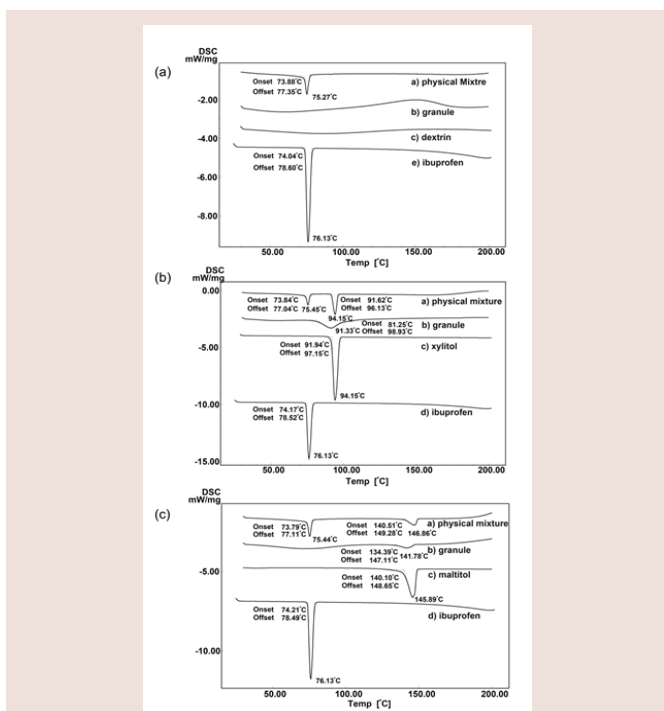 DSC
mW/mg
(a)
Onset 73.88°C
Offset 77.35°C
75.27°C
a) physical Mixtre
-2.00
b) granule
-4.00
c) dextrin
Onset 74.04°C
Offset 78.60°C
e) ibuprofen
-6.00
-8.00
76.13°C
50.00 100.00 150.00 200.00
Temp [°C]
(b)
DSC
mW/mg
0.00
Onset 73.84°C
Offset 77.04°C
75.45°C
Onset 91.62°C
Offset 96.13°C
94.15°C
a) physical mixture
Onset 81.25°C
Offset 98.93°C
91.33°C
b) granule
-5.00
Onset 91.94°C
Offset 97.15°C
c) xylitol
94.15°C
-10.00
Onset 74.17°C
Offset 78.52°C
d) ibuprofen
76.13°C
-15.00
50.00 100.00 150.00 200.00
Temp [°C]
(c)
DSC
mW/mg
Onset 73.79°C
Offset 77.11°C
75.44°C
Onset 140.51°C
Offset 149.28°C
146.86°C
a) physical mixture
Onset 134.39°C
Offset 147.11°C
141.78°C
b) granule
-5.00
Onset 140.10°C
Offset 148.65°C
c) maltitol
145.89°C
Onset 74.21°C
Offset 78.49°C
d) ibuprofen
-10.00
76.13°C
50.00 100.00 150.00 200.00
Temp [°C]